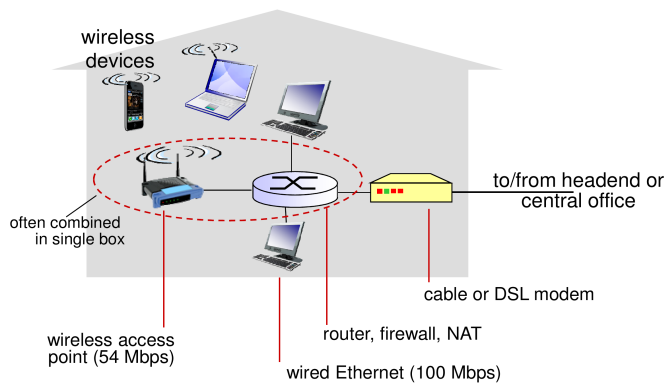 wireless
devices
to/from headend or
central office
often combined
in single box
cable or DSL modem
wireless access
point (54 Mbps)
router, firewall, NAT
wired Ethernet (100 Mbps)